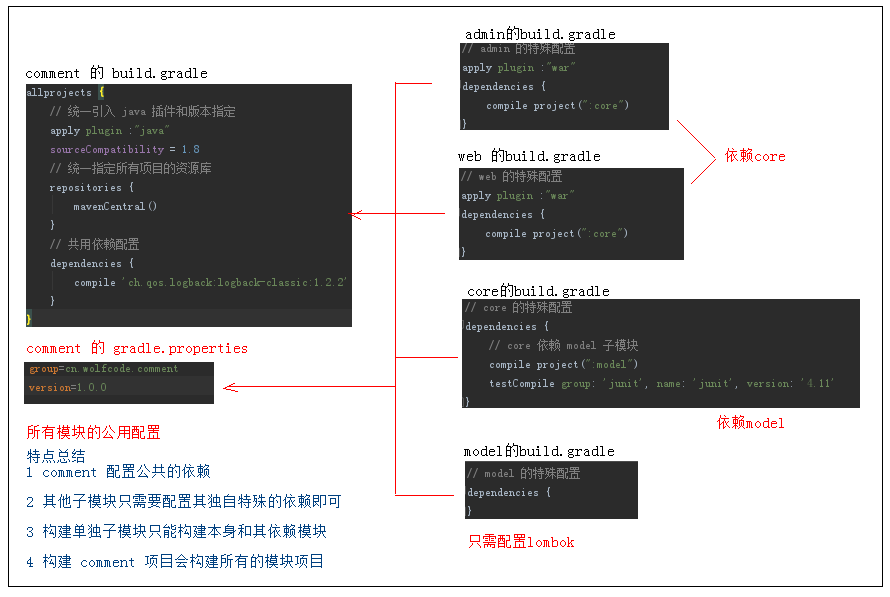 comment 的 build.gradle
allprojects {
// 统一引入 java 插件和版本指定
apply plugin :"java"
sourceCompatibility = 1.8
// 统一指定所有项目的资源库
repositories {
mavenCentral()
}
// 共用依赖配置
dependencies {
compile 'ch.qos.logback:logback-classic:1.2.2'
}
}
comment 的 gradle.properties
group=cn.wolfcode.comment
version=1.0.0
所有模块的公用配置
特点总结
1 comment 配置公共的依赖
2 其他子模块只需要配置其独自特殊的依赖即可
3 构建单独子模块只能构建本身和其依赖模块
4 构建 comment 项目会构建所有的模块项目
admin的build.gradle
// admin 的特殊配置
apply plugin :"war"
dependencies {
compile project(":core")
}
web 的build.gradle
// web 的特殊配置
apply plugin :"war"
dependencies {
compile project(":core")
}
依赖core
core的build.gradle
// core 的特殊配置
dependencies {
// core 依赖 model 子模块
compile project(":model")
testCompile group: 'junit', name: 'junit', version: '4.11'
}
依赖model
model的build.gradle
// model 的特殊配置
dependencies {
}
只需配置lombok